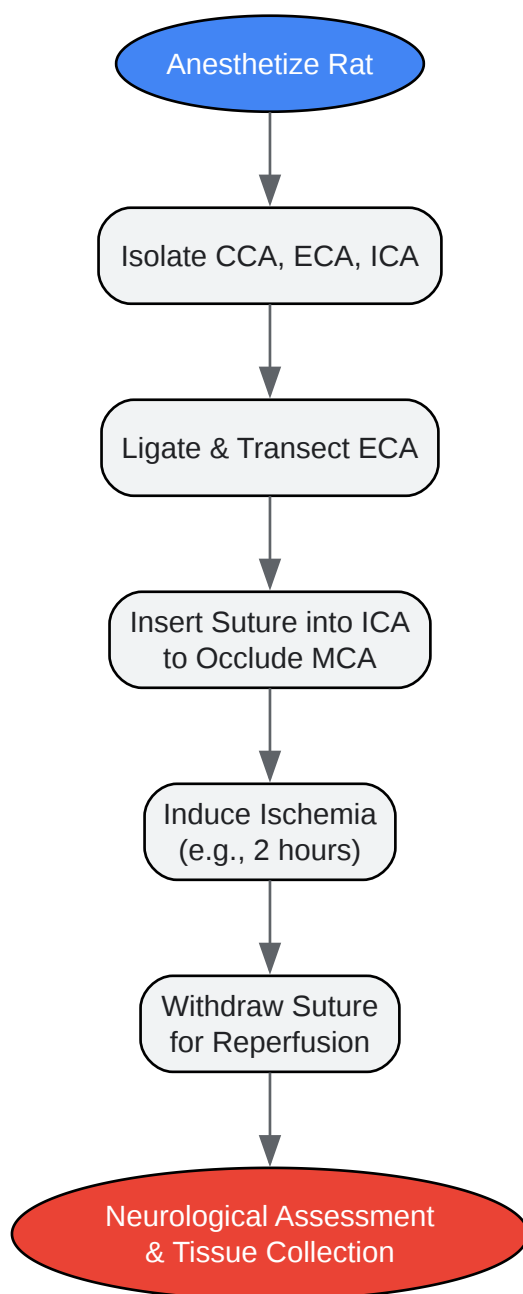 Anesthetize Rat
Isolate CCA, ECA, ICA
Ligate & Transect ECA
Insert Suture into ICA
to Occlude MCA
Induce Ischemia
(e.g., 2 hours)
Withdraw Suture
for Reperfusion
Neurological Assessment
& Tissue Collection